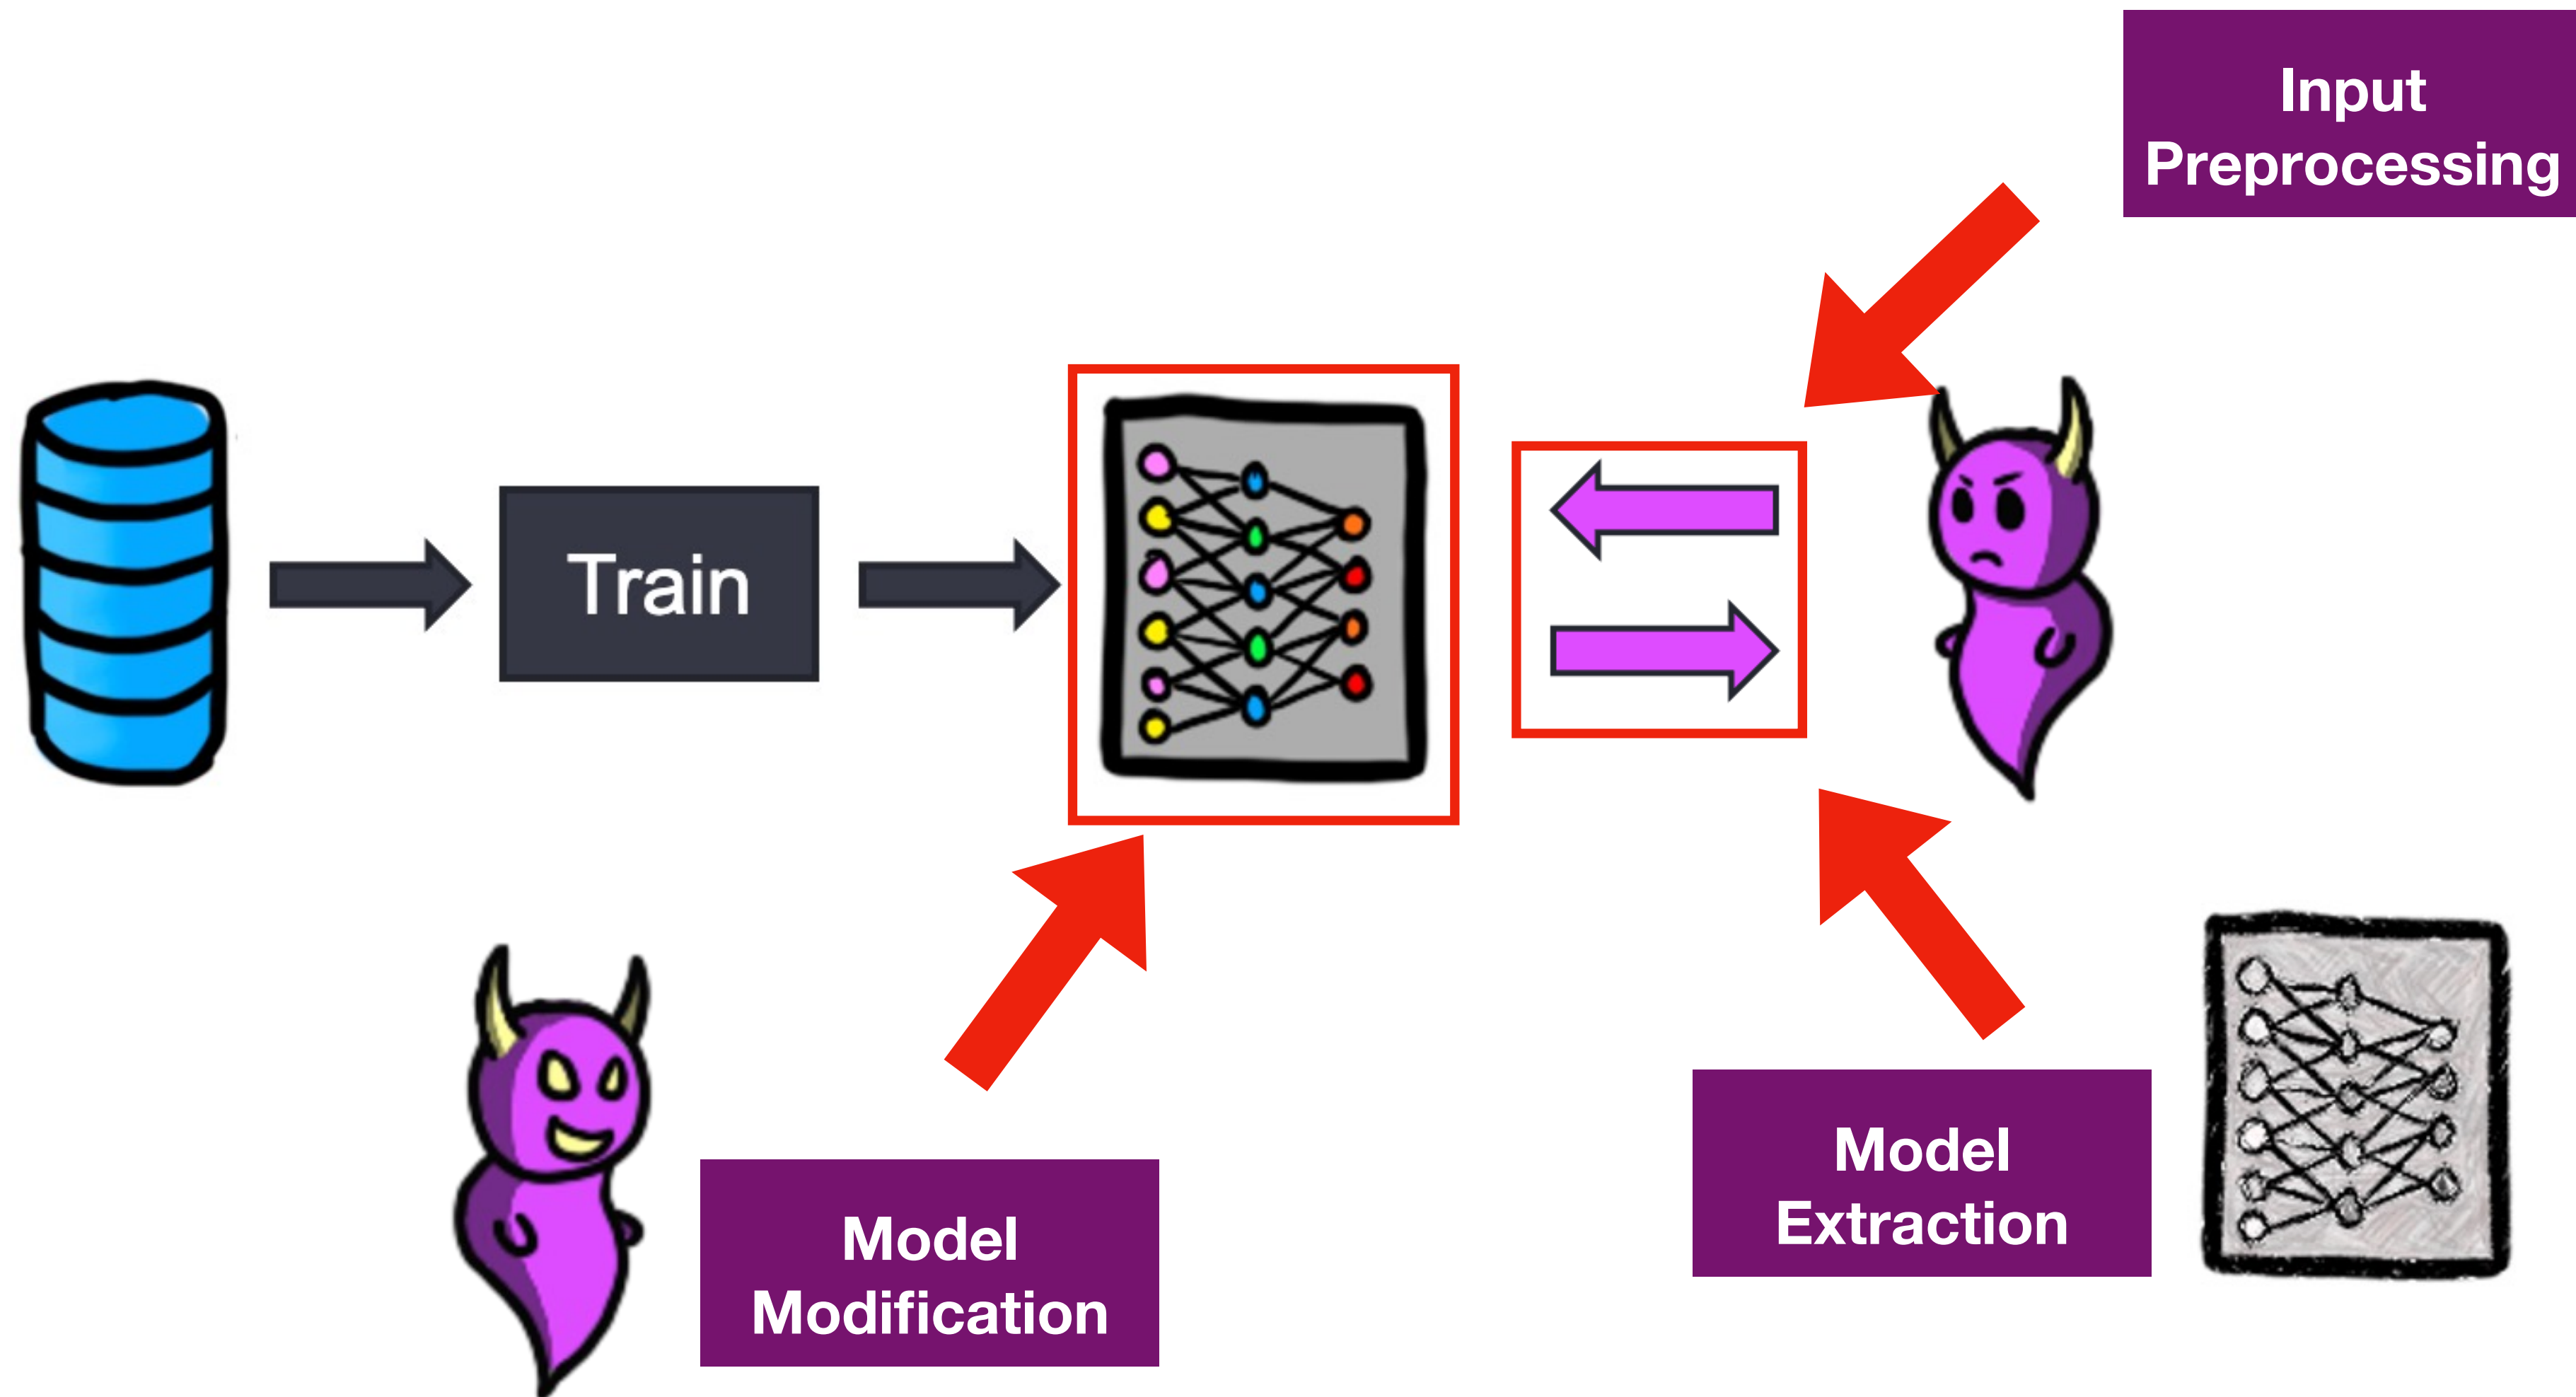 Input
Preprocessing
Train
Model
Extraction
Model
Modification